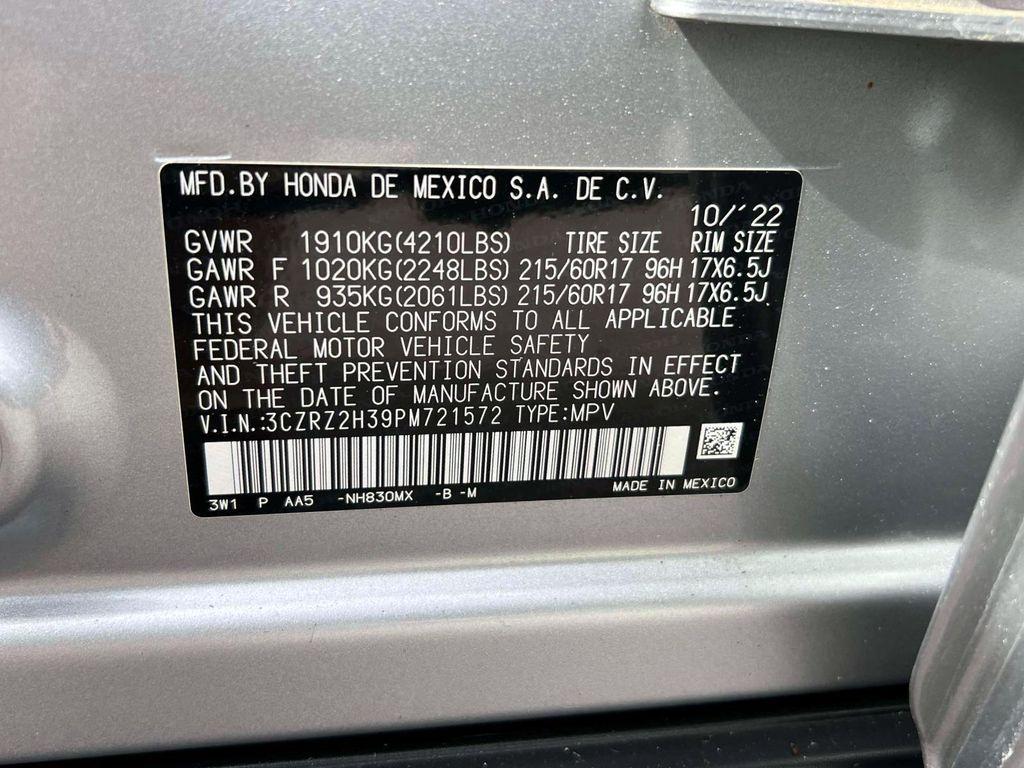 MFD.BY HONDA DE MEXICO S.A. DE C.V.
10/'22
GVWR 1910KG(4210LBS) TIRE SIZE RIM SIZE
GAWR F 1020KG(2248LBS) 215/60R17 96H 17X6.5J
GAWR R 935KG(2061LBS) 215/60R17 96H 17X6.5J
THIS VEHICLE CONFORMS TO ALL APPLICABLE
FEDERAL MOTOR VEHICLE SAFETY
AND THEFT PREVENTION STANDARDS IN EFFECT
ON THE DATE OF MANUFACTURE SHOWN ABOVE.
V.I.N.:3CZRZ2H39PM721572 TYPE:MPV
3W1 P AA5 -NH830MX -B -M MADE IN MEXICO